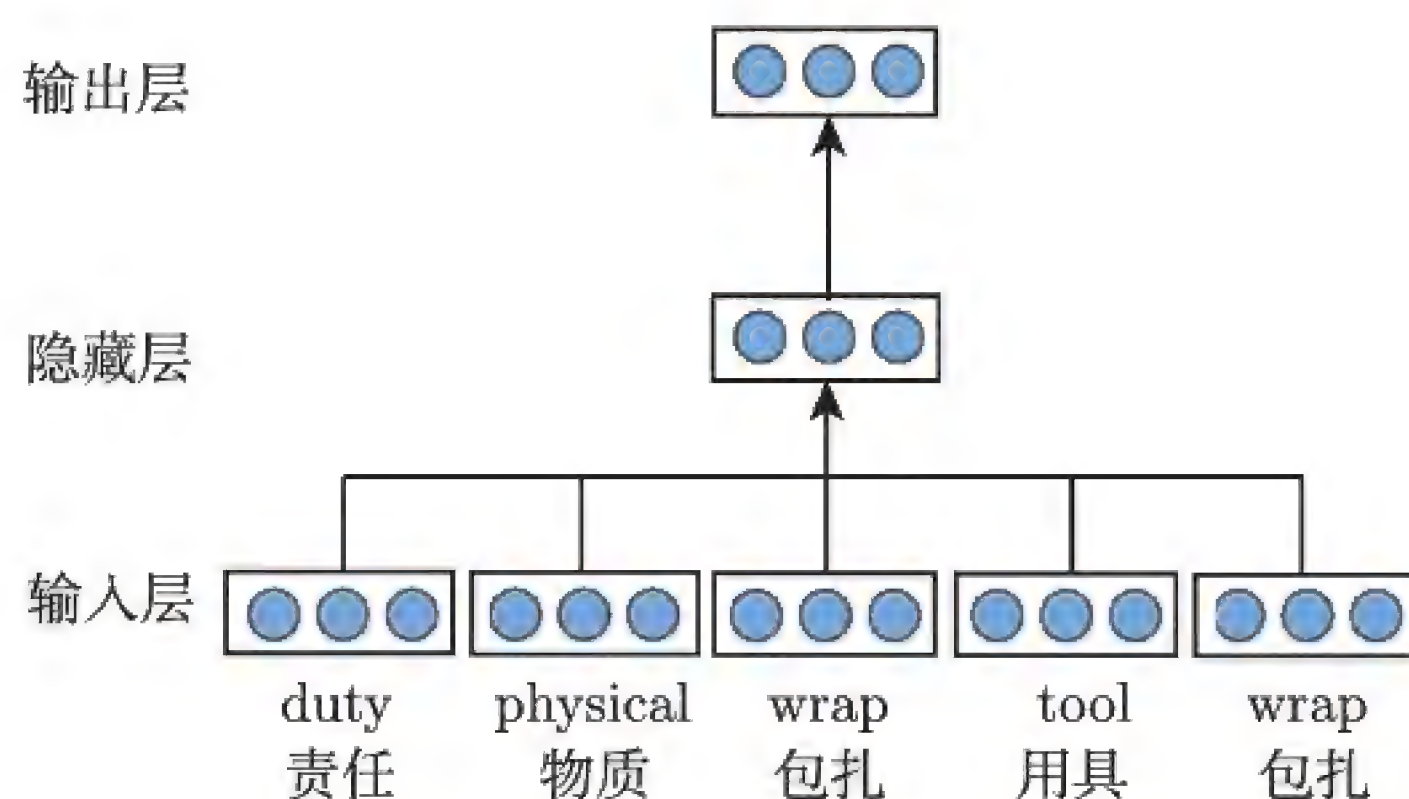 输出层
隐藏层
输入层
duty physical wrap tool wrap
责任 物质 包扎 用具 包扎